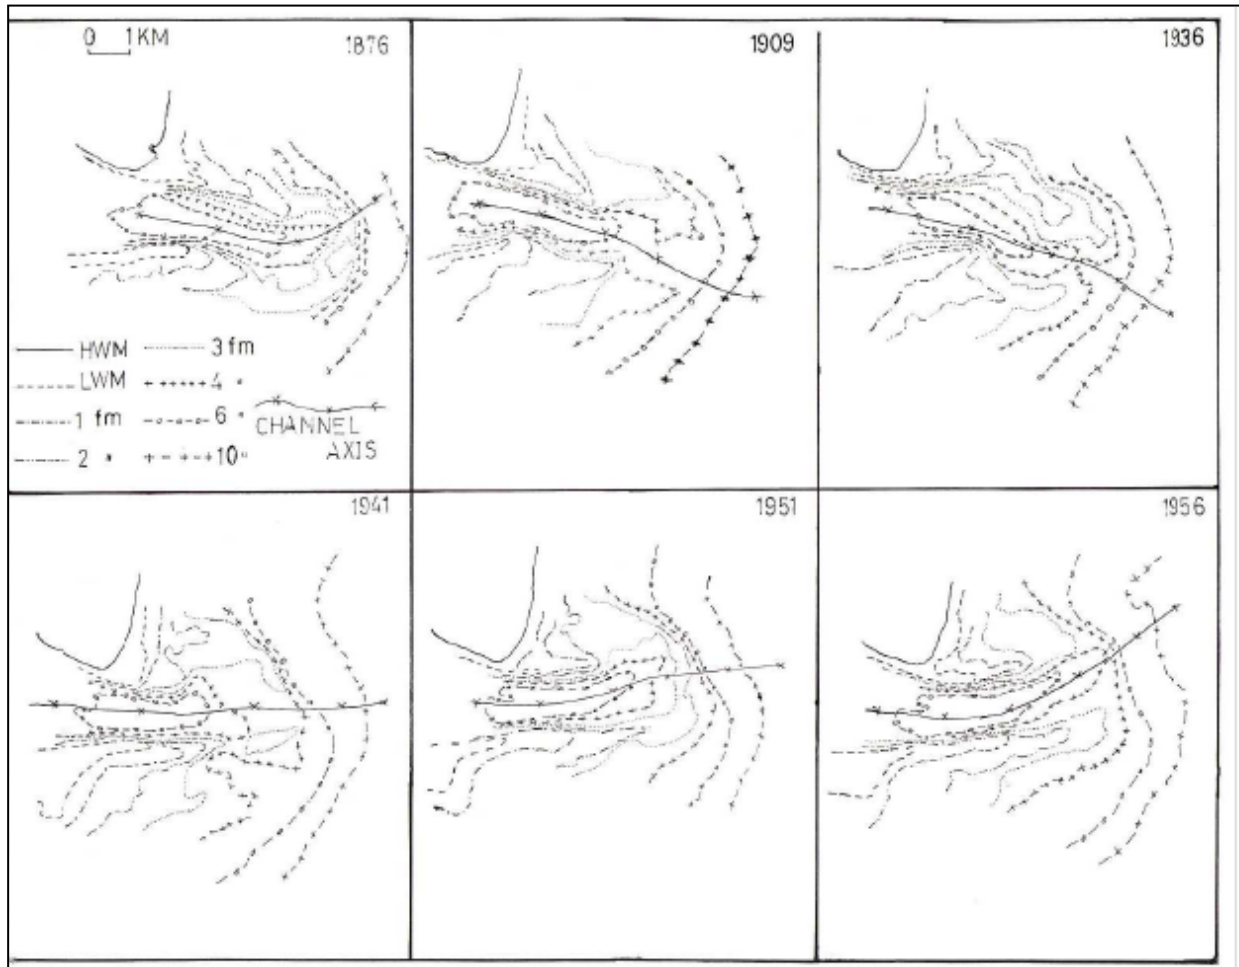 0 1KM
1876
1909
1936
HWM
LWM
1 fm
2 "
3 fm
4 "
6 "
10 "
CHANNEL
AXIS
1941
1951
1956